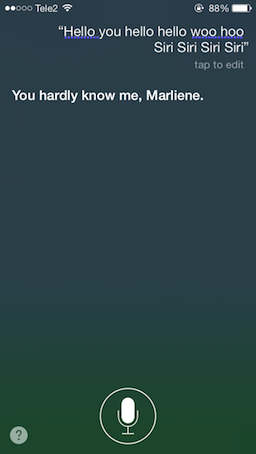 Tele2 88%
“Hello you hello hello woo hoo
Siri Siri Siri Siri”
tap to edit
You hardly know me, Marliene.
?